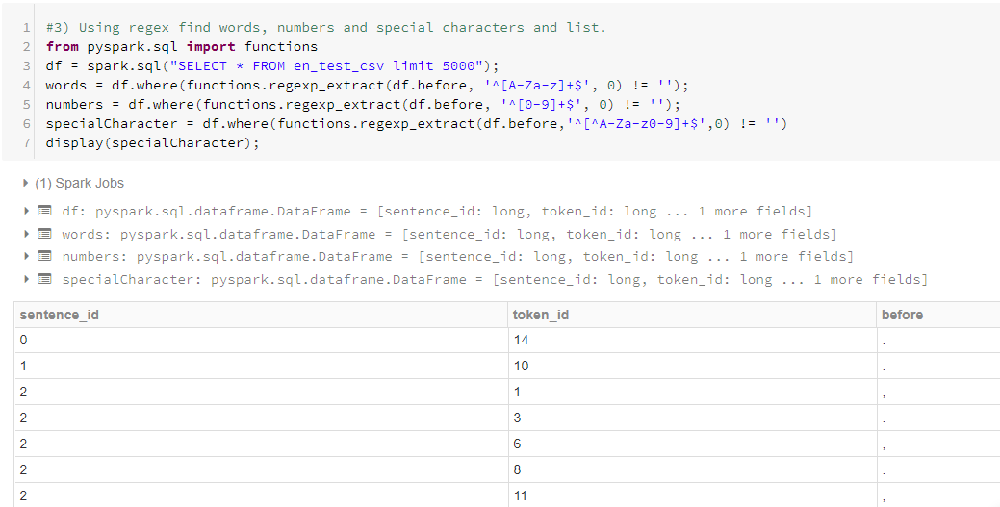 1 #3) Using regex find words, numbers and special characters and list.
2 from pyspark.sql import functions
3 df = spark.sql("SELECT * FROM en_test_csv limit 5000");
4 words = df.where(functions.regexp_extract(df.before, '^[A-Za-z]+$', 0) != '');
5 numbers = df.where(functions.regexp_extract(df.before, '^[0-9]+$', 0) != '');
6 specialCharacter = df.where(functions.regexp_extract(df.before,'^[^A-Za-z0-9]+$',0) != '')
7 display(specialCharacter);
(1) Spark Jobs
df: pyspark.sql.dataframe.DataFrame = [sentence_id: long, token_id: long ... 1 more fields]
words: pyspark.sql.dataframe.DataFrame = [sentence_id: long, token_id: long ... 1 more fields]
numbers: pyspark.sql.dataframe.DataFrame = [sentence_id: long, token_id: long ... 1 more fields]
specialCharacter: pyspark.sql.dataframe.DataFrame = [sentence_id: long, token_id: long ... 1 more fields]
sentence_id token_id before
0 14 .
1 10 .
2 1 ,
2 3 .
2 6 ,
2 8 .
2 11 ,